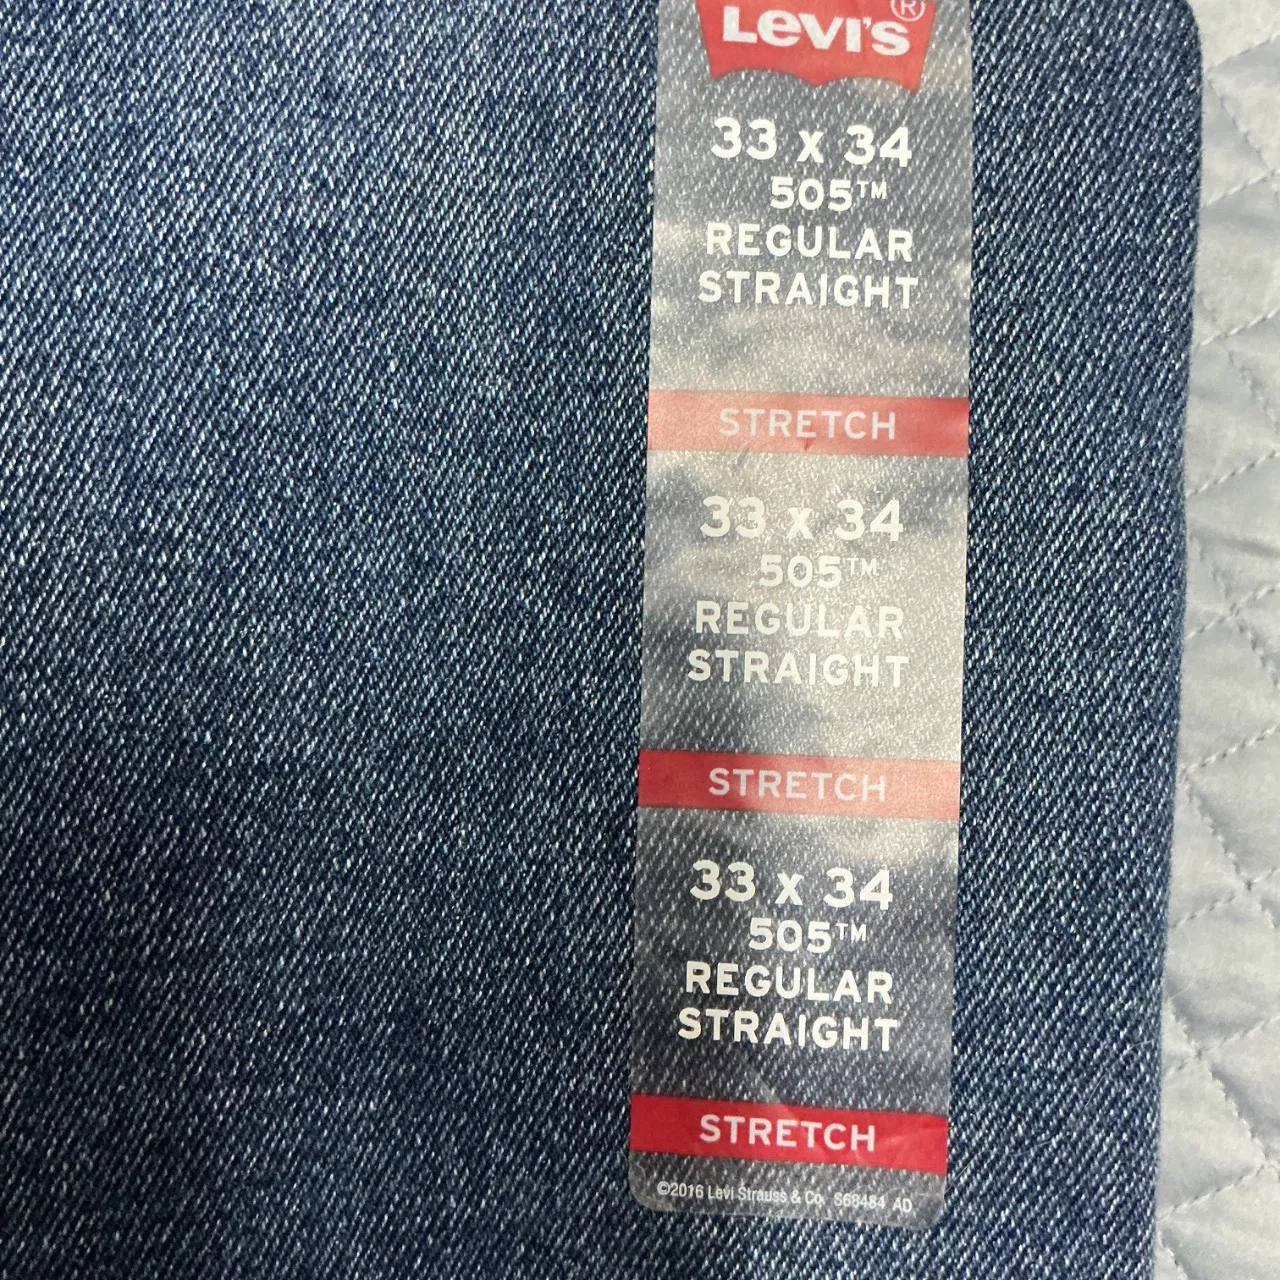 Levi's®
33 x 34
505™
REGULAR
STRAIGHT
STRETCH
33 x 34
505™
REGULAR
STRAIGHT
STRETCH
33 x 34
505™
REGULAR
STRAIGHT
STRETCH
©2016 Levi Strauss & Co. S68484 AD